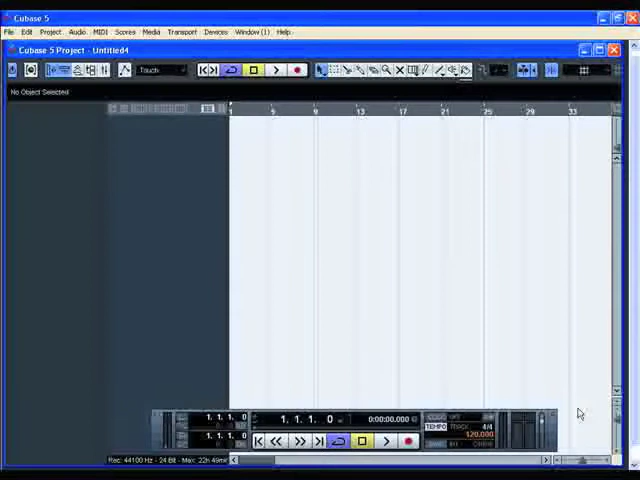 Cubase 5
File Edit Project Audio MIDI Scores Media Transport Devices Window (1) Help
Cubase 5 Project - Untitled4
Touch
No Object Selected
1 5 9 13 17 21 25 29 33
1. 1. 1. 0
1. 1. 1. 0 0:00:00.000
1. 1. 1. 0
TEMPO TRACK 4/4
120.000
Rec: 44100 Hz - 24 Bit - Max: 22h 49min